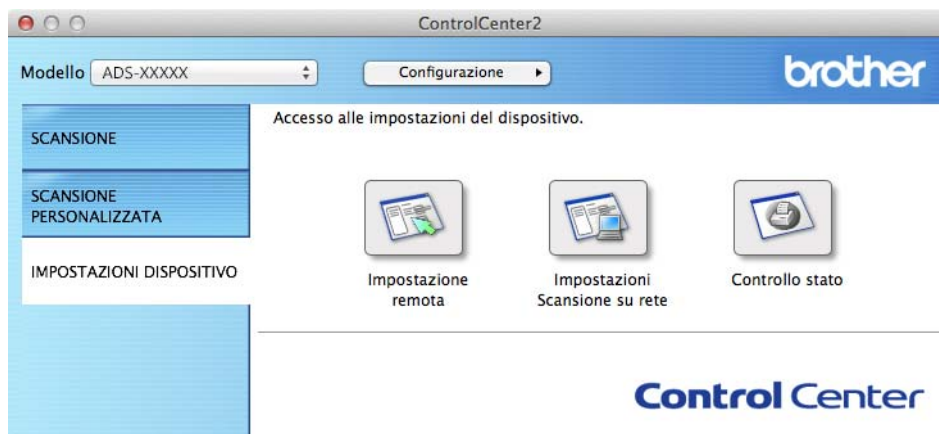 ControlCenter2
Modello ADS-XXXXX Configurazione
brother
SCANSIONE
SCANSIONE
PERSONALIZZATA
IMPOSTAZIONI DISPOSITIVO
Accesso alle impostazioni del dispositivo.
Impostazione
remota
Impostazioni
Scansione su rete
Controllo stato
Control Center